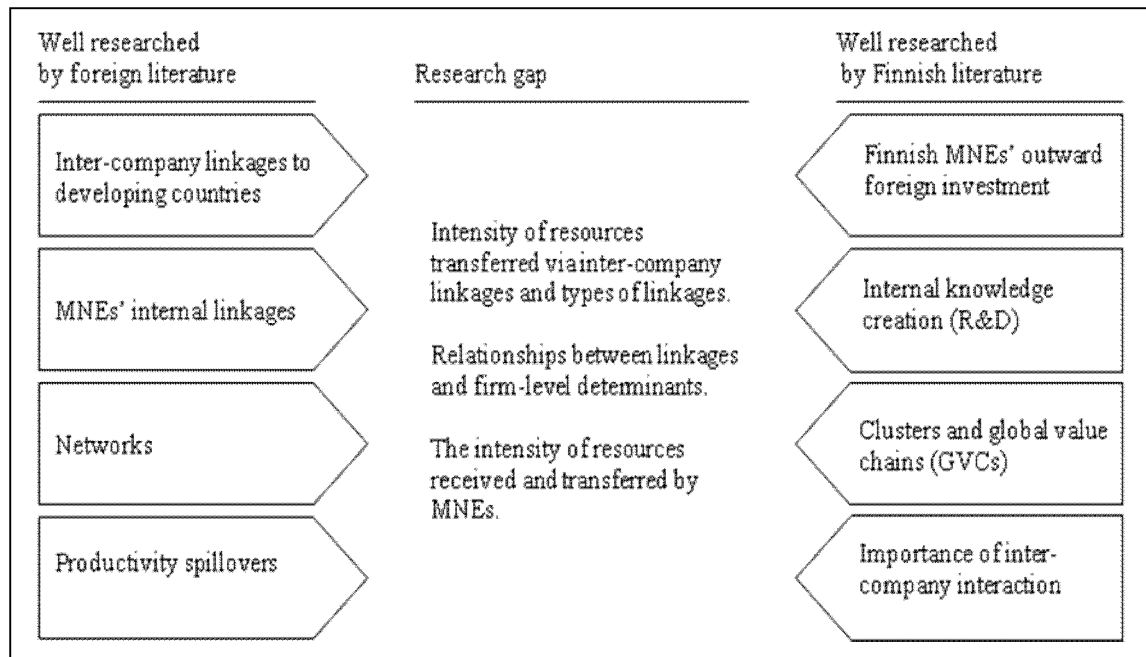 Well researched
by foreign literature
Inter-company linkages to
developing countries
MNEs' internal linkages
Networks
Productivity spillovers
Research gap
Intensity of resources
transferred via inter-company
linkages and types of linkages.
Relationships between linkages
and firm-level determinants.
The intensity of resources
received and transferred by
MNEs.
Well researched
by Finnish literature
Finnish MNEs' outward
foreign investment
Internal knowledge
creation (R&D)
Clusters and global value
chains (GVCs)
Importance of inter-
company interaction